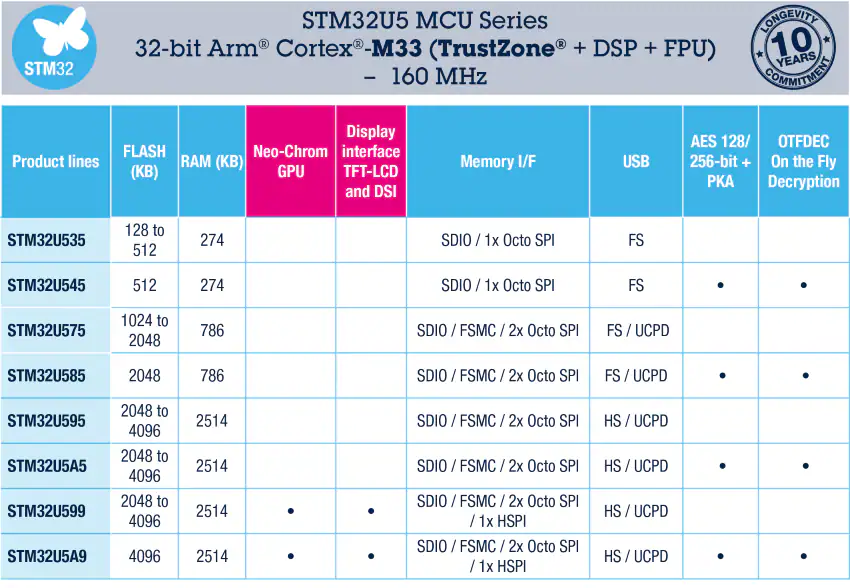 STM32U5 MCU Series
32-bit Arm® Cortex®-M33 (TrustZone® + DSP + FPU)
– 160 MHz
STM32
LONGEVITY
10
YEARS
COMMITMENT
Product lines
FLASH
(KB)
RAM (KB)
Neo-Chrom
GPU
Display
interface
TFT-LCD
and DSI
Memory I/F
USB
AES 128/
256-bit +
PKA
OTFDEC
On the Fly
Decryption
STM32U535
128 to
512
274
SDIO / 1x Octo SPI
FS
STM32U545
512
274
SDIO / 1x Octo SPI
FS
•
•
STM32U575
1024 to
2048
786
SDIO / FSMC / 2x Octo SPI
FS / UCPD
STM32U585
2048
786
SDIO / FSMC / 2x Octo SPI
FS / UCPD
•
•
STM32U595
2048 to
4096
2514
SDIO / FSMC / 2x Octo SPI
HS / UCPD
STM32U5A5
2048 to
4096
2514
SDIO / FSMC / 2x Octo SPI
HS / UCPD
•
•
STM32U599
2048 to
4096
2514
•
•
SDIO / FSMC / 2x Octo SPI
/ 1x HSPI
HS / UCPD
STM32U5A9
4096
2514
•
•
SDIO / FSMC / 2x Octo SPI
/ 1x HSPI
HS / UCPD
•
•